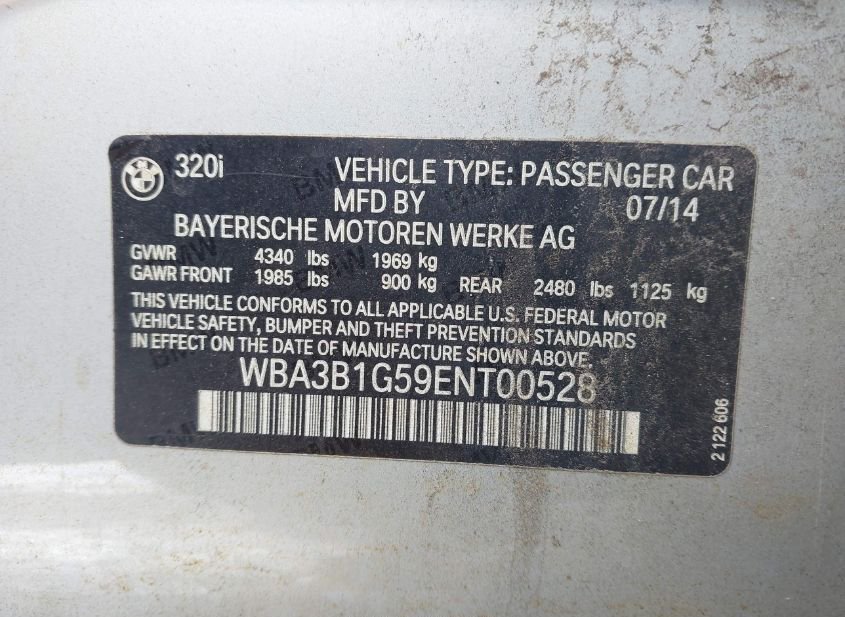 320i VEHICLE TYPE: PASSENGER CAR
MFD BY 07/14
BAYERISCHE MOTOREN WERKE AG
GVWR 4340 lbs 1969 kg
GAWR FRONT 1985 lbs 900 kg REAR 2480 lbs 1125 kg
THIS VEHICLE CONFORMS TO ALL APPLICABLE U.S. FEDERAL MOTOR
VEHICLE SAFETY, BUMPER AND THEFT PREVENTION STANDARDS
IN EFFECT ON THE DATE OF MANUFACTURE SHOWN ABOVE.
WBA3B1G59ENT00528
2 122 606